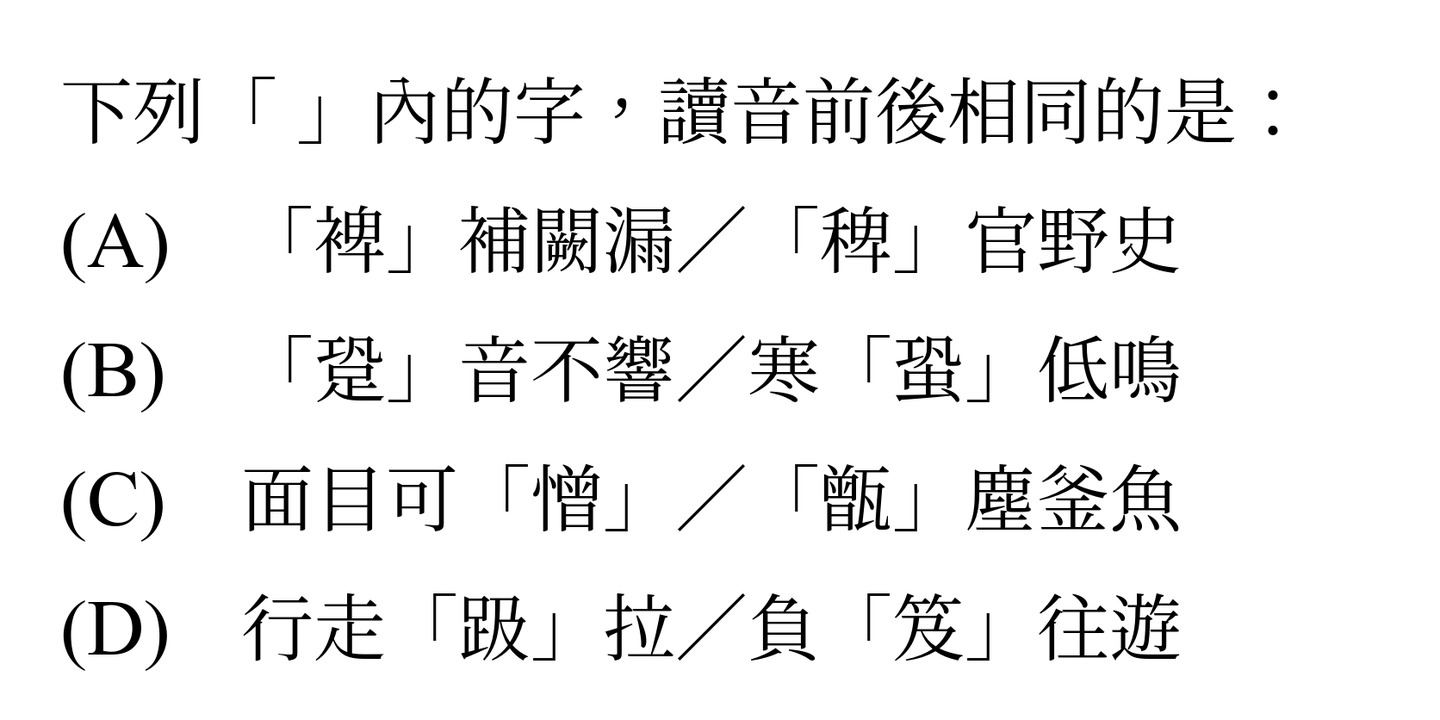 下列「 」內的字，讀音前後相同的是：
(A) 「裨」補闕漏／「稗」官野史
(B) 「跫」音不響／寒「蛩」低鳴
(C) 面目可「憎」／「甑」塵釜魚
(D) 行走「趿」拉／負「笈」往遊